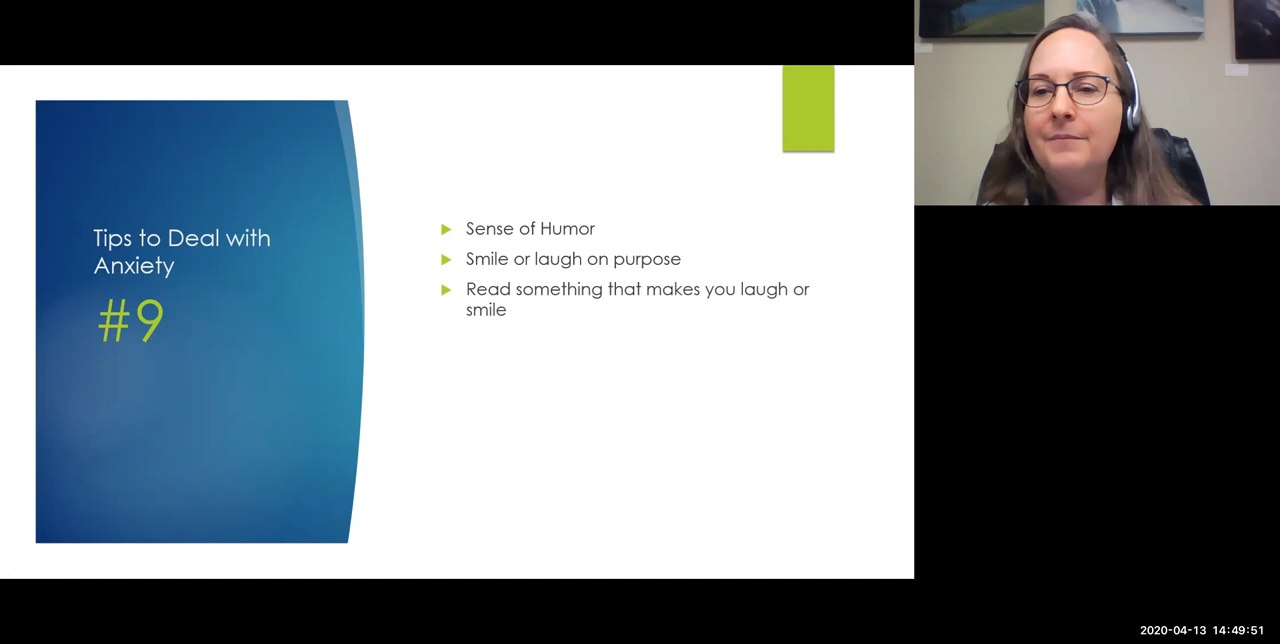 Tips to Deal with
Anxiety
#9
Sense of Humor
Smile or laugh on purpose
Read something that makes you laugh or
smile
2020-04-13 14:49:51